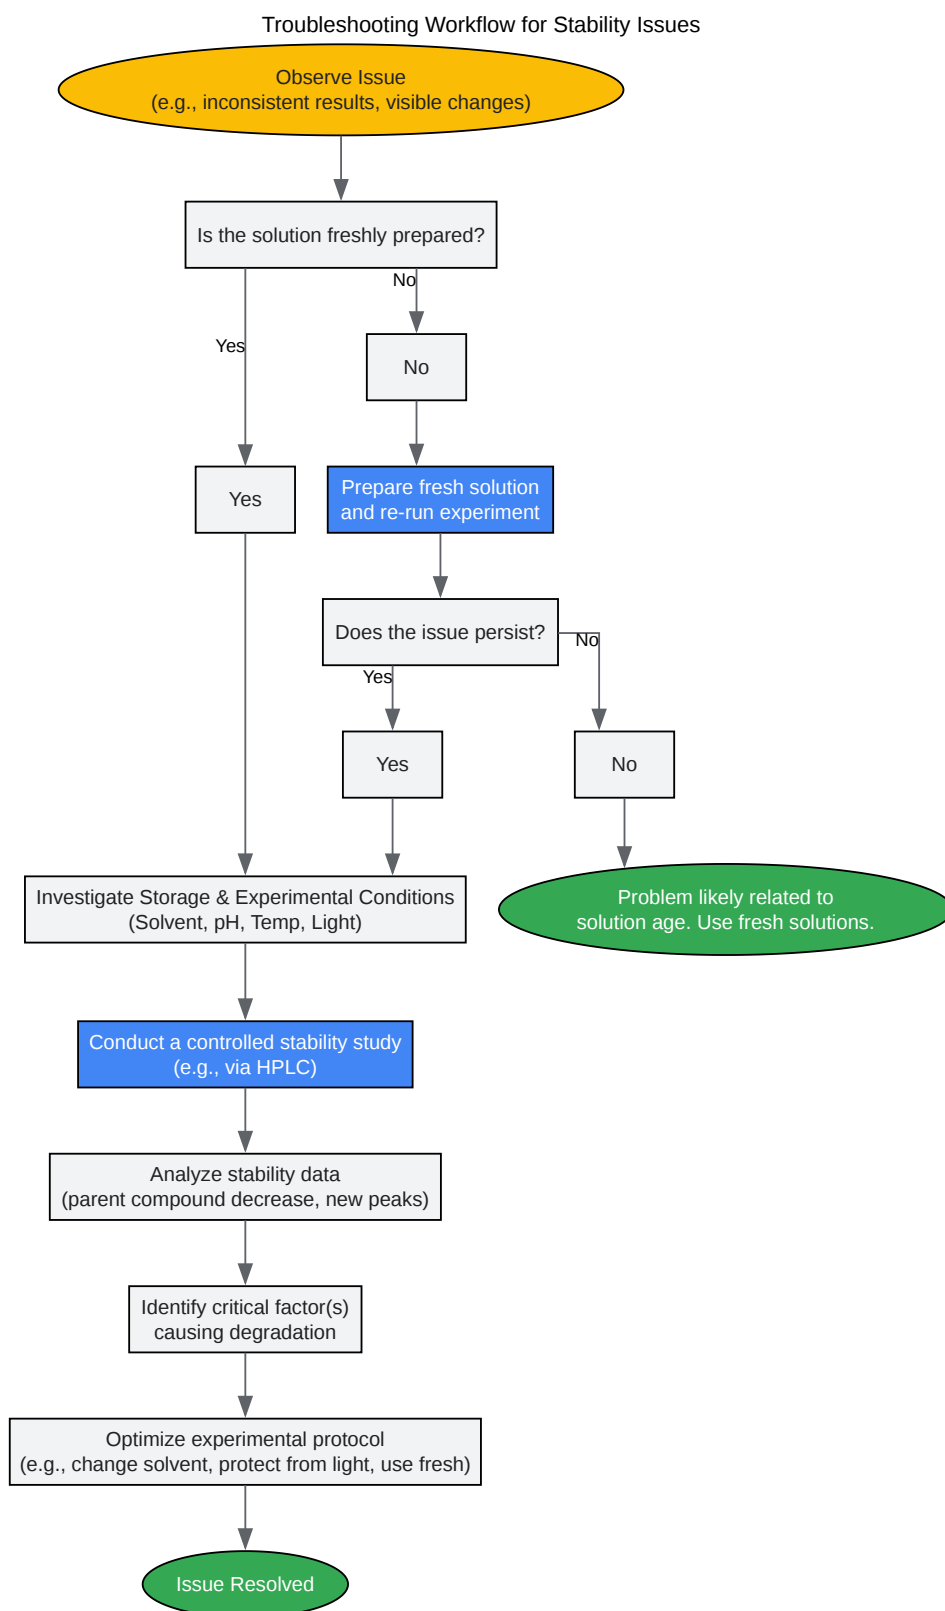 Troubleshooting Workflow for Stability Issues
Observe Issue
(e.g., inconsistent results, visible changes)
Is the solution freshly prepared?
No
Yes
No
Yes
Prepare fresh solution
and re-run experiment
Does the issue persist?
No
Yes
Yes
No
Investigate Storage & Experimental Conditions
(Solvent, pH, Temp, Light)
Problem likely related to
solution age. Use fresh solutions.
Conduct a controlled stability study
(e.g., via HPLC)
Analyze stability data
(parent compound decrease, new peaks)
Identify critical factor(s)
causing degradation
Optimize experimental protocol
(e.g., change solvent, protect from light, use fresh)
Issue Resolved